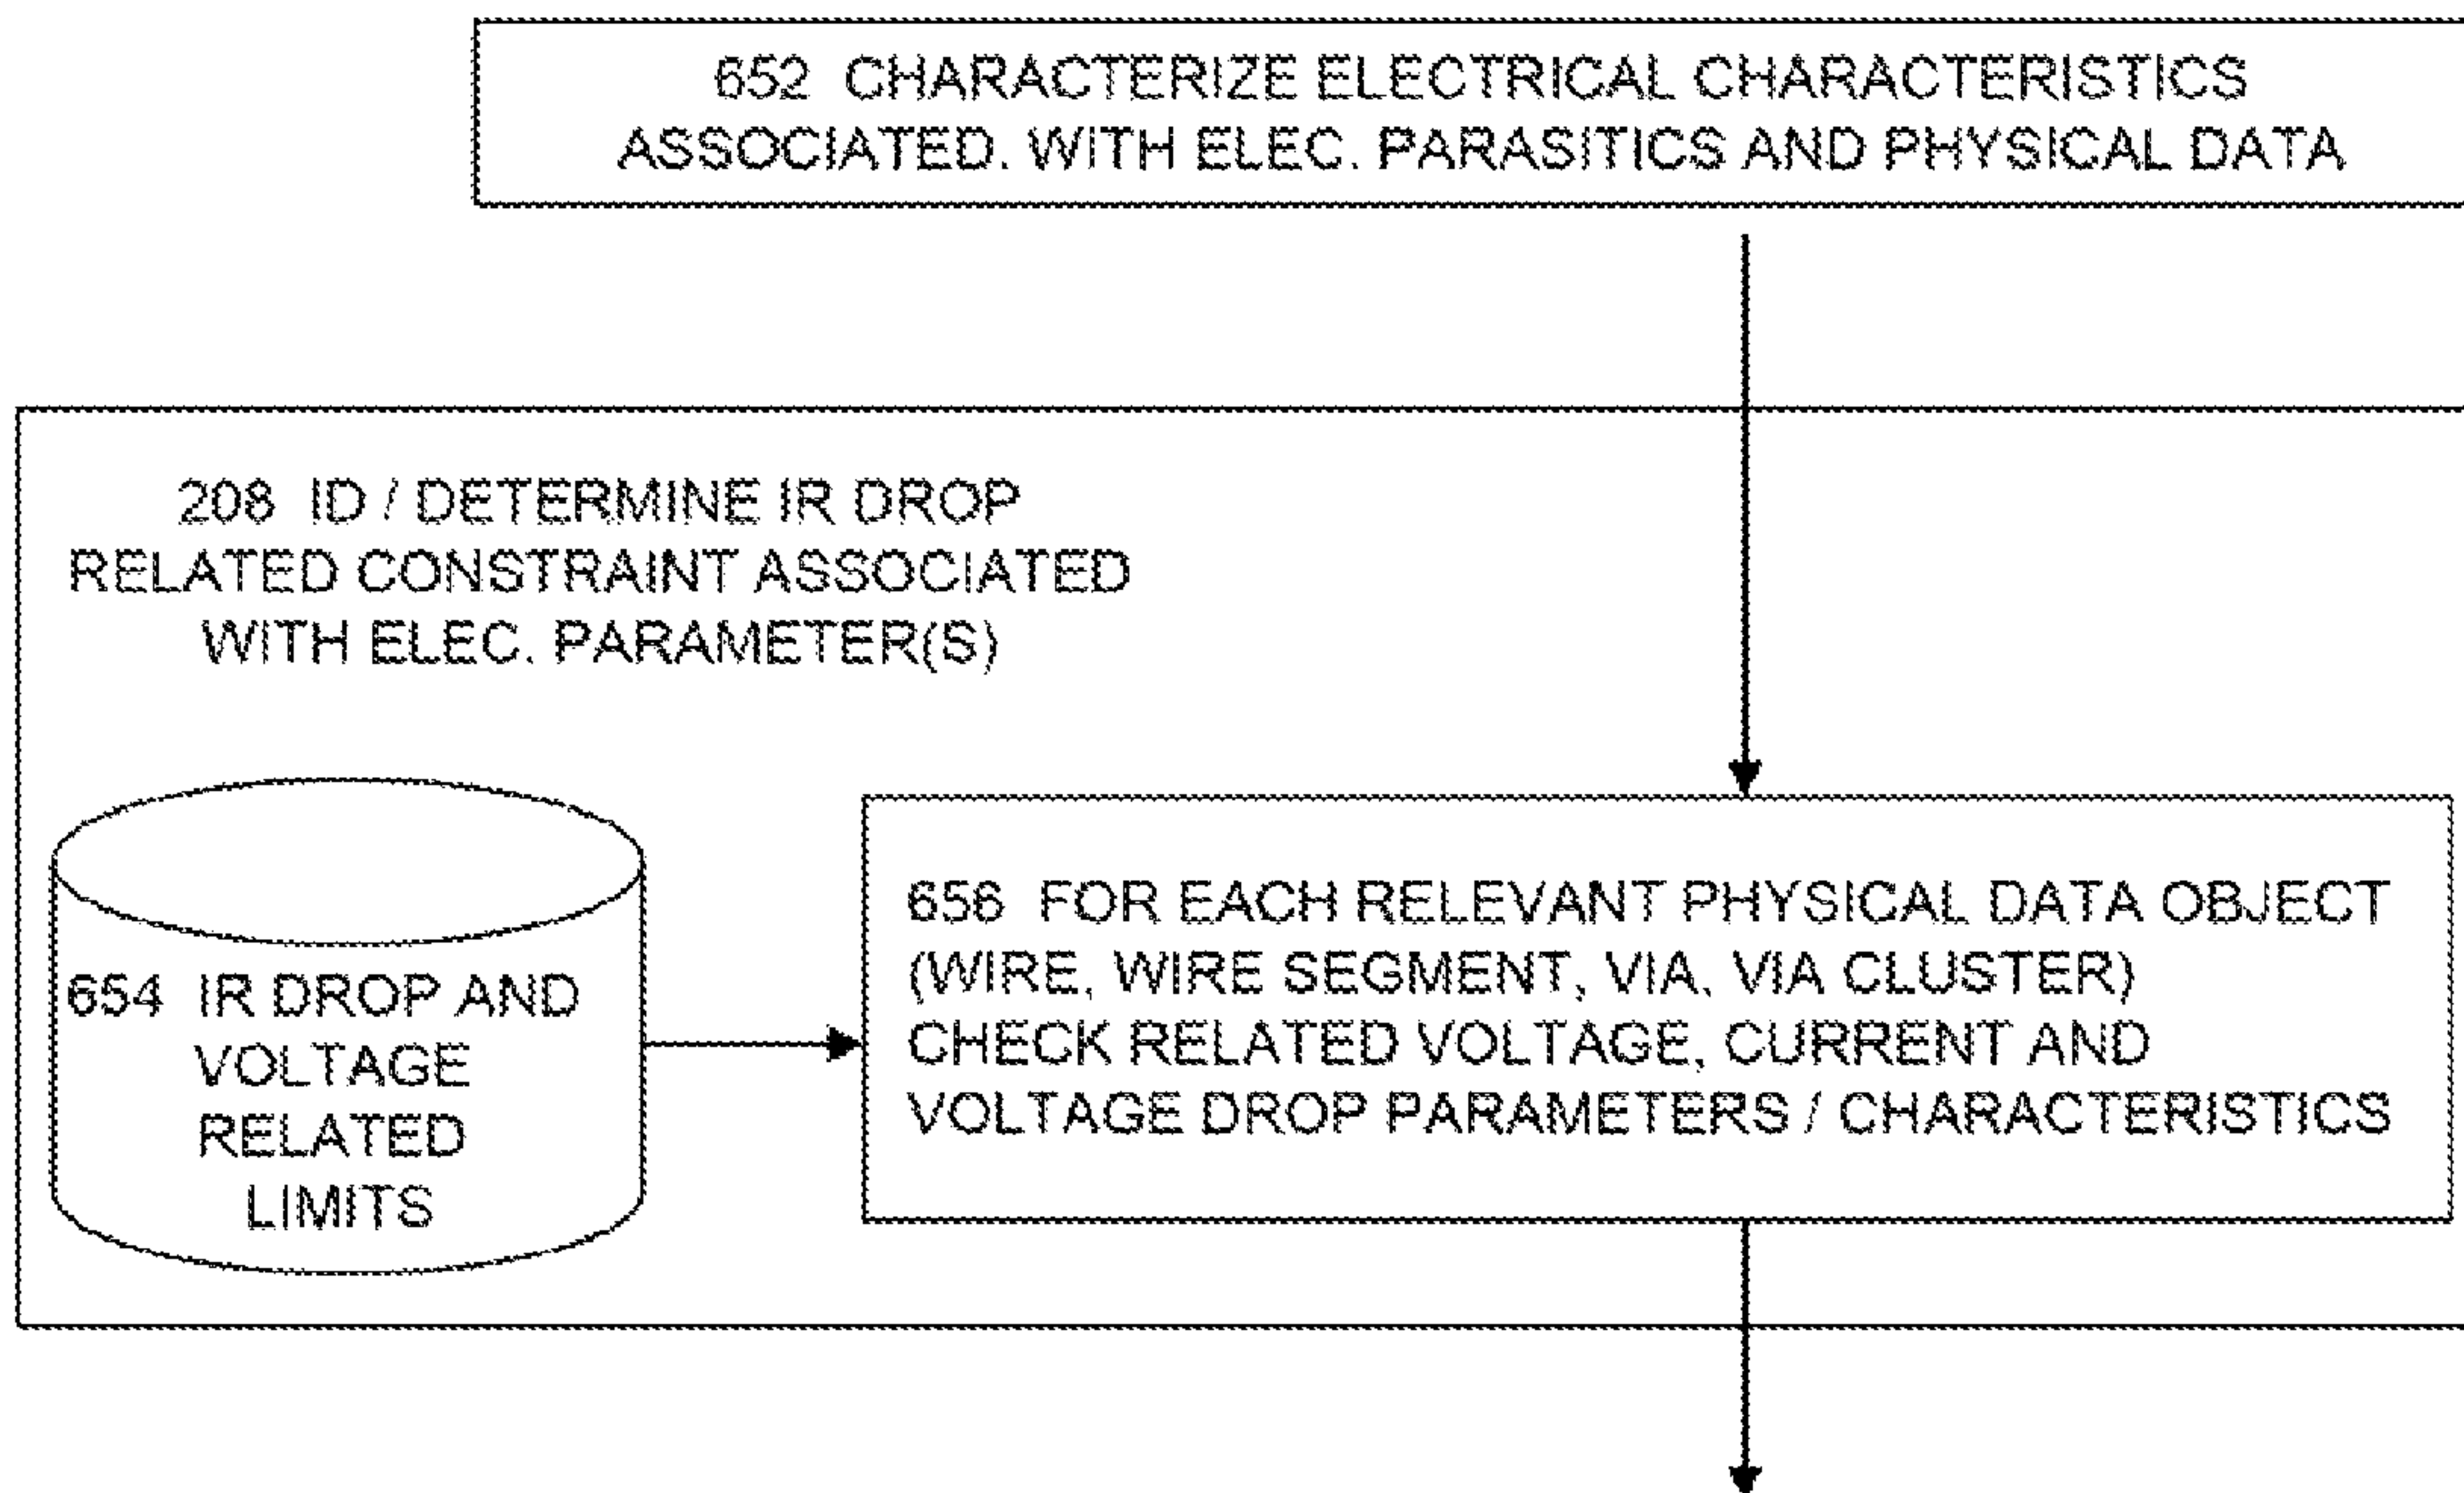 652 CHARACTERIZE ELECTRICAL CHARACTERISTICS
ASSOCIATED. WITH ELEC. PARASITICS AND PHYSICAL DATA
208 ID / DETERMINE IR DROP
RELATED CONSTRAINT ASSOCIATED
WITH ELEC. PARAMETER(S)
654 IR DROP AND
VOLTAGE
RELATED
LIMITS
656 FOR EACH RELEVANT PHYSICAL DATA OBJECT
(WIRE, WIRE SEGMENT, VIA, VIA CLUSTER)
CHECK RELATED VOLTAGE, CURRENT AND
VOLTAGE DROP PARAMETERS / CHARACTERISTICS